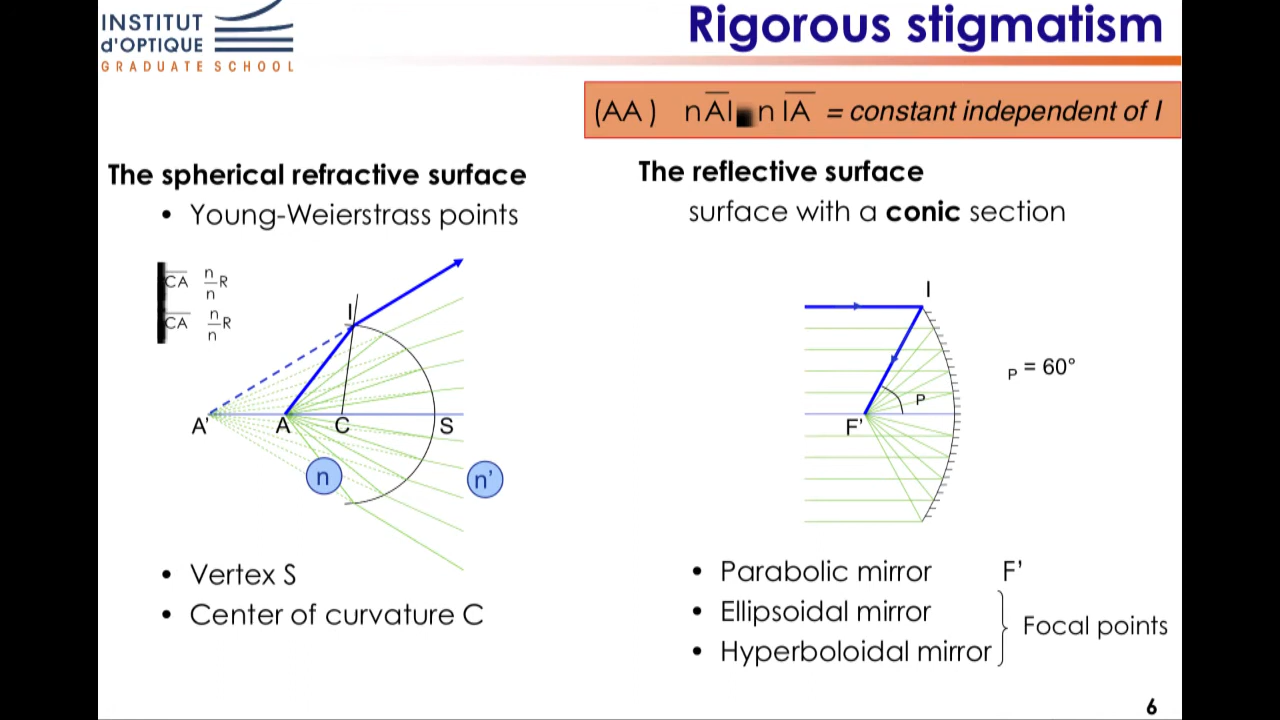 INSTITUT
d'OPTIQUE
GRADUATE SCHOOL
Rigorous stigmatism
(AA ) n AI n IA = constant independent of I
The spherical refractive surface
• Young-Weierstrass points
CA n/n R
CA n/n R
I
A'
A
C
S
n
n'
• Vertex S
• Center of curvature C
The reflective surface
surface with a conic section
I
P = 60°
P
F'
• Parabolic mirror F'
• Ellipsoidal mirror
• Hyperboloidal mirror
Focal points
6